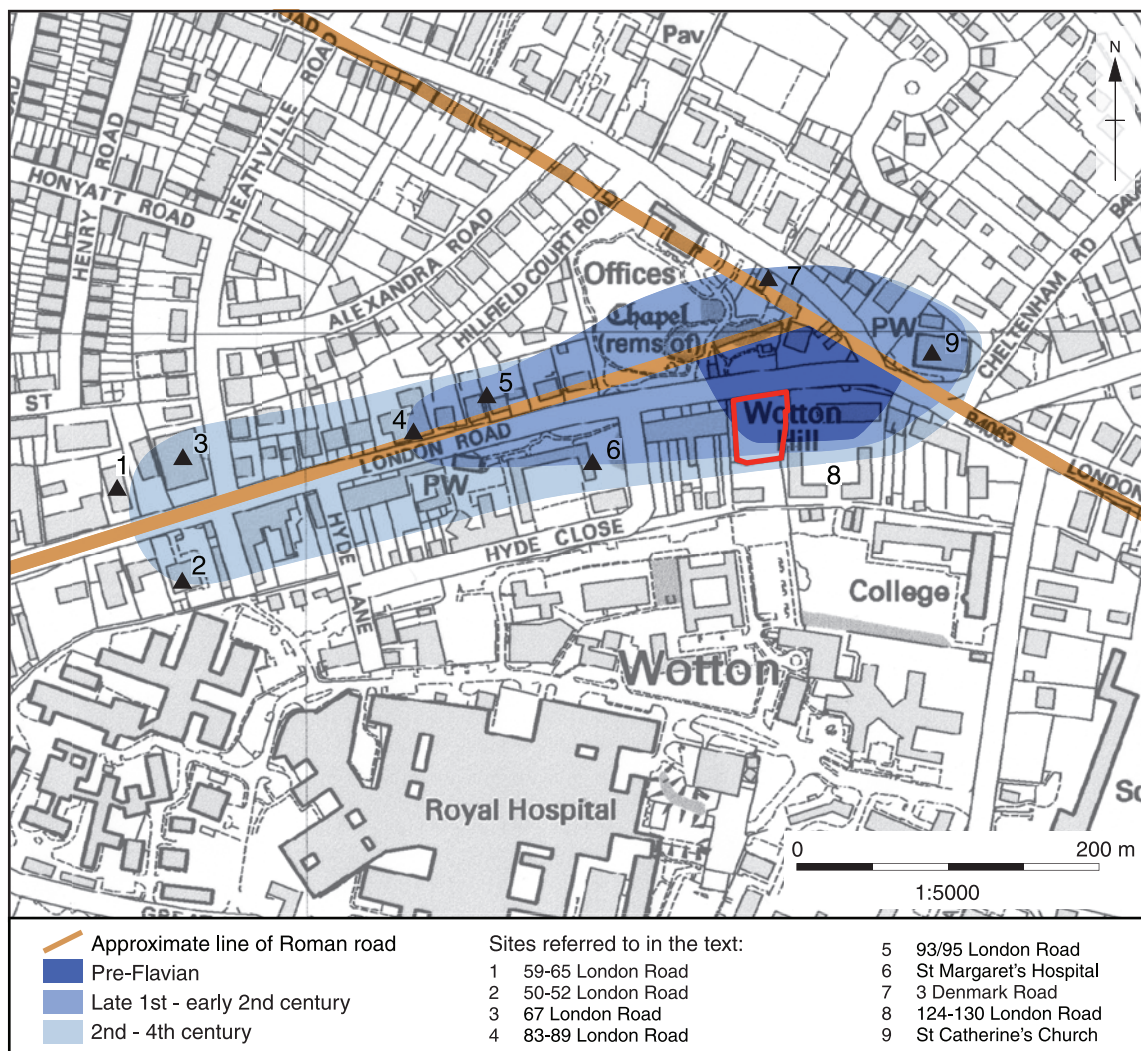 ROAD
Pav
N
HENRY ROAD
HEATHVILLE ROAD
HONYATT ROAD
ALEXANDRA ROAD
HILLFIELD COURT ROAD
Offices
Chapel
(rems of)
7
PW
9
CHELTENHAM RD
ST
5
4
3
1
LONDON ROAD
Wotton
Hill
B4063
LONDON
6
PW
8
2
HYDE LANE
HYDE CLOSE
College
Wotton
Royal Hospital
Sc
0 200 m
1:5000
Approximate line of Roman road
Pre-Flavian
Late 1st - early 2nd century
2nd - 4th century
Sites referred to in the text:
1 59-65 London Road
2 50-52 London Road
3 67 London Road
4 83-89 London Road
5 93/95 London Road
6 St Margaret's Hospital
7 3 Denmark Road
8 124-130 London Road
9 St Catherine's Church